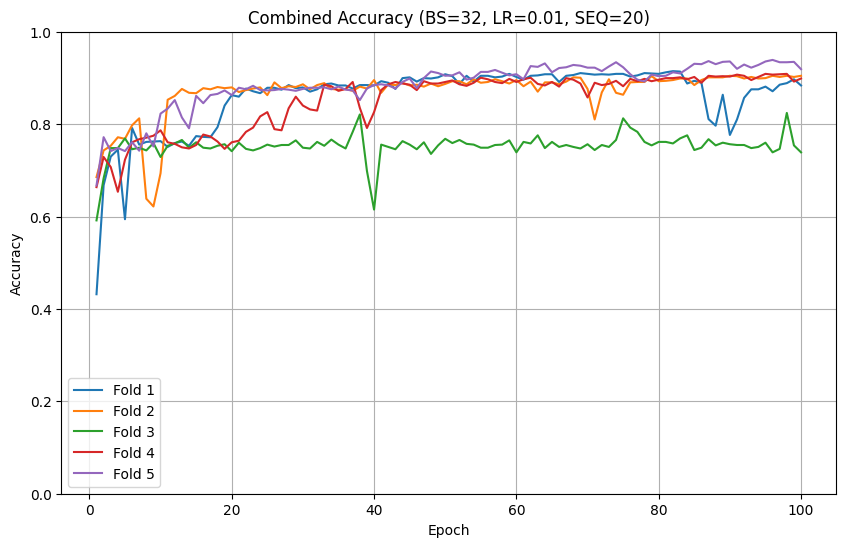 Combined Accuracy (BS=32, LR=0.01, SEQ=20)
1.0
0.8
0.6
0.4
0.2
0.0
Accuracy
Fold 1
Fold 2
Fold 3
Fold 4
Fold 5
0 20 40 60 80 100
Epoch